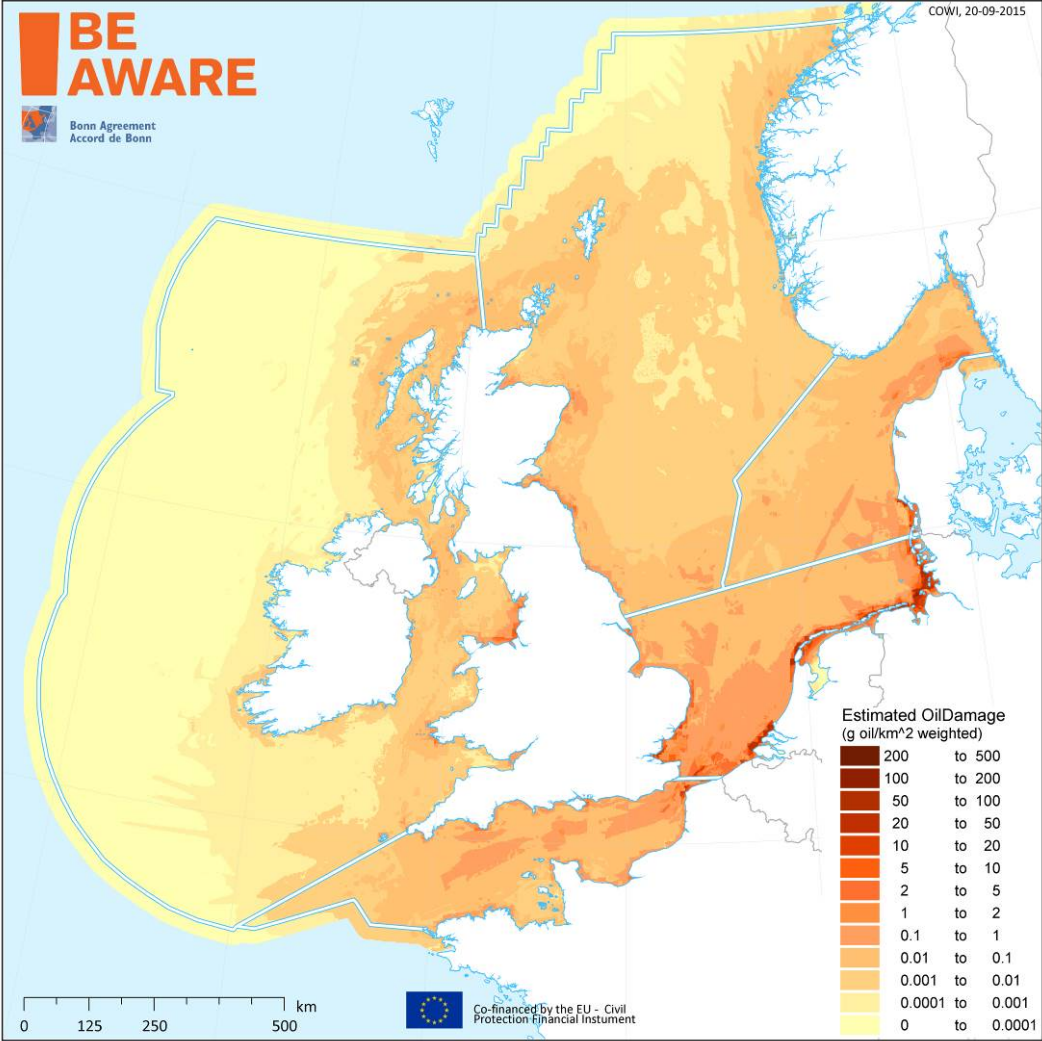 COWI, 20-09-2015
BE
AWARE
Bonn Agreement
Accord de Bonn
Estimated OilDamage
(g oil/km^2 weighted)
200 to 500
100 to 200
50 to 100
20 to 50
10 to 20
5 to 10
2 to 5
1 to 2
0.1 to 1
0.01 to 0.1
0.001 to 0.01
0.0001 to 0.001
0 to 0.0001
km
0 125 250 500
Co-financed by the EU - Civil
Protection Financial Instument